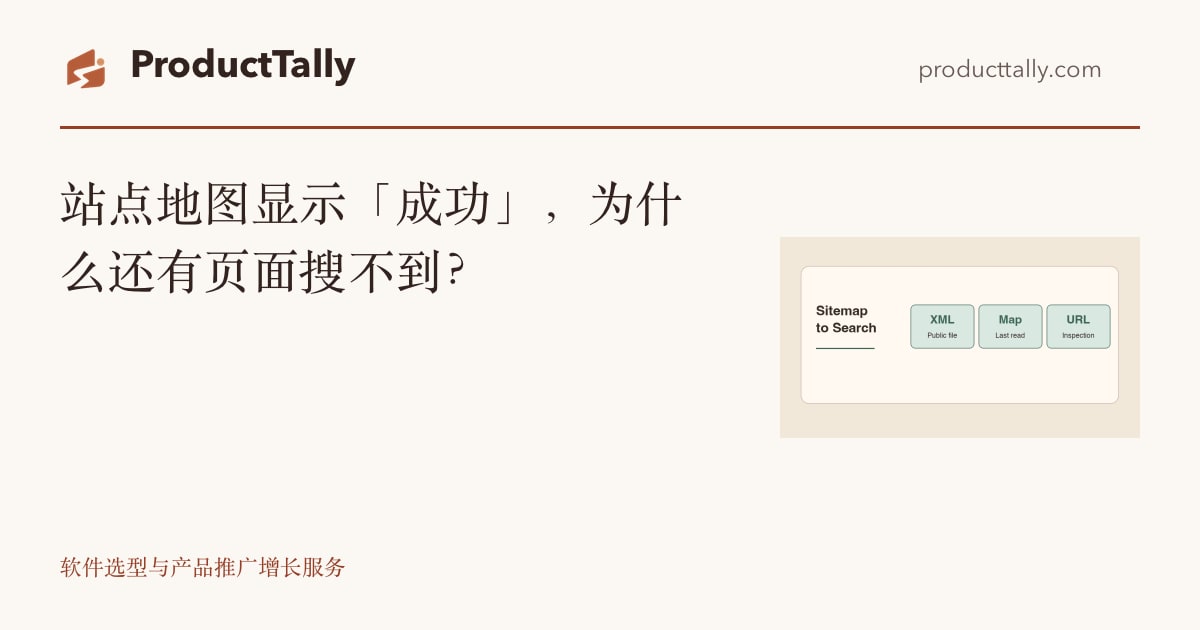 ProductTally
producttally.com
站点地图显示「成功」，为什
么还有页面搜不到？
Sitemap
to Search
XML
Public file
Map
Last read
URL
Inspection
软件选型与产品推广增长服务